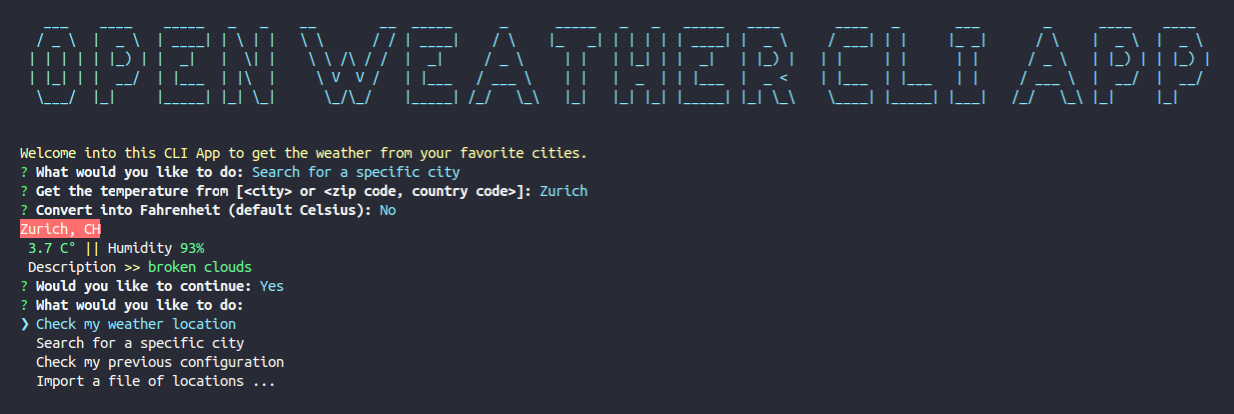 OPEN WEATHER CLI APP
Welcome into this CLI App to get the weather from your favorite cities.
? What would you like to do: Search for a specific city
? Get the temperature from [<city> or <zip code, country code>]: Zurich
? Convert into Fahrenheit (default Celsius): No
Zurich, CH
3.7 C° || Humidity 93%
Description >> broken clouds
? Would you like to continue: Yes
? What would you like to do:
❯ Check my weather location
Search for a specific city
Check my previous configuration
Import a file of locations ...